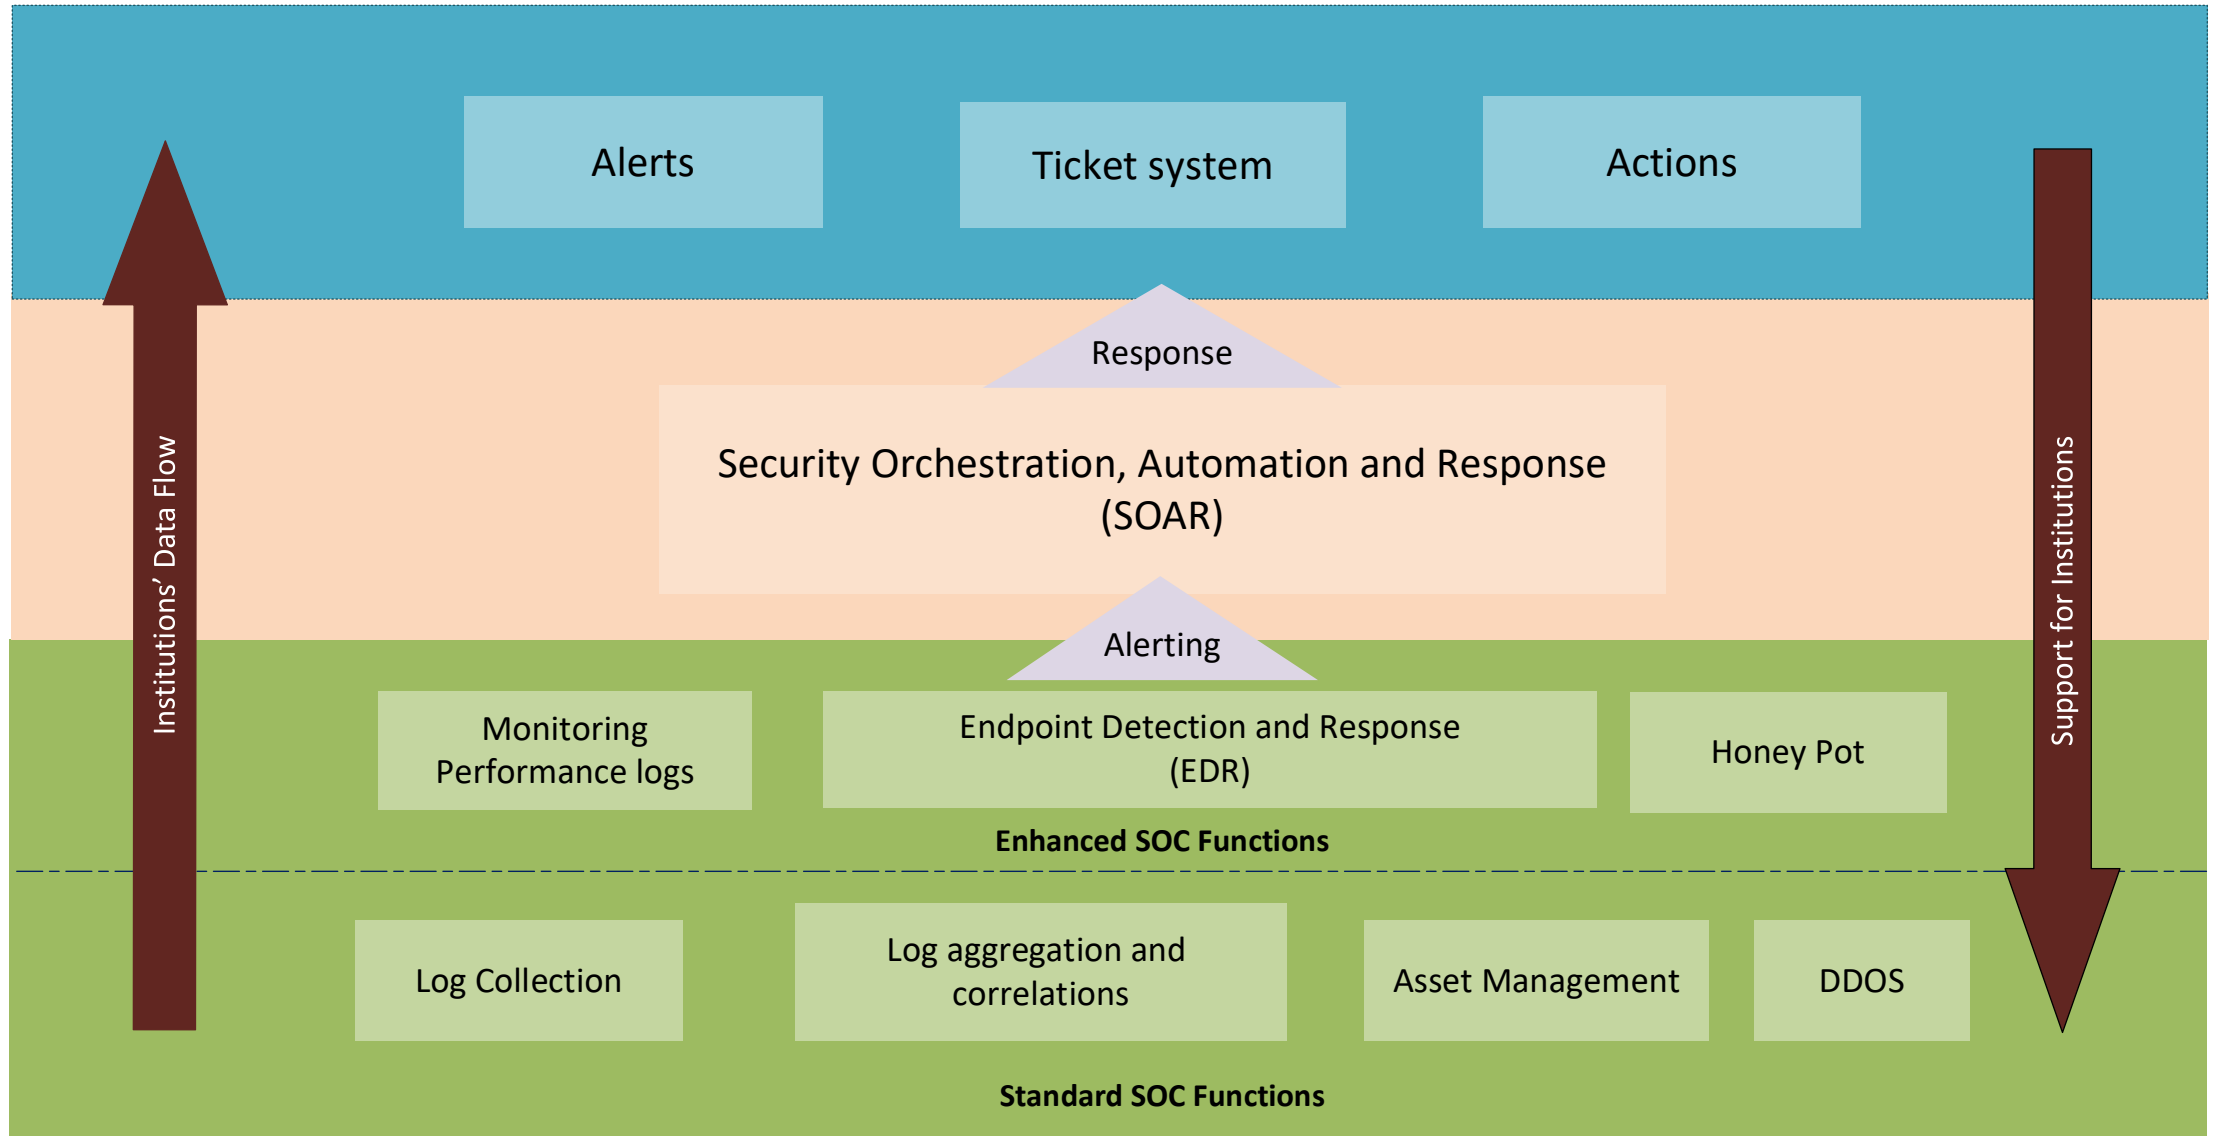 Alerts
Ticket system
Actions
Response
Security Orchestration, Automation and Response
(SOAR)
Institutions’ Data Flow
Support for Institutions
Alerting
Monitoring
Performance logs
Endpoint Detection and Response
(EDR)
Honey Pot
Enhanced SOC Functions
Log Collection
Log aggregation and
correlations
Asset Management
DDOS
Standard SOC Functions